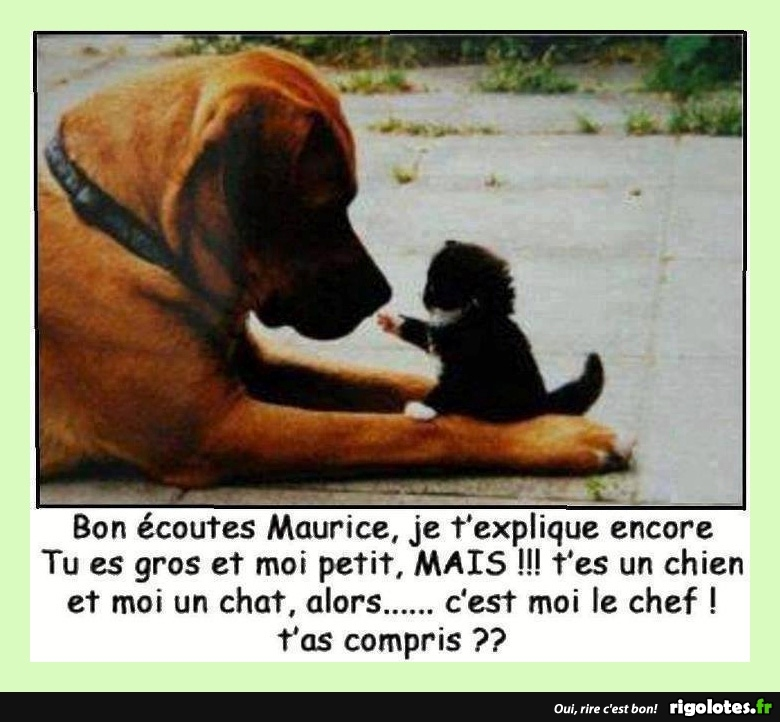 Bon écoutes Maurice, je t'explique encore
Tu es gros et moi petit, MAIS !!! t'es un chien
et moi un chat, alors...... c'est moi le chef !
t'as compris ??
Oui, rire c'est bon! rigolotes.fr